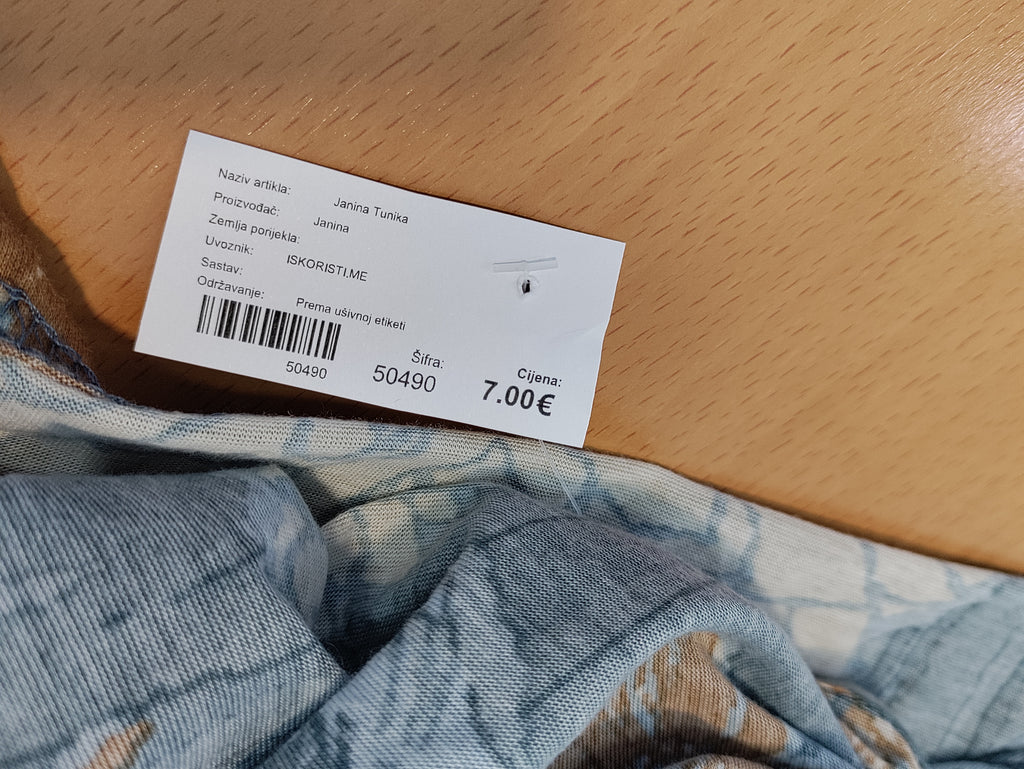 Naziv artikla: Janina Tunika
Proizvođač: Janina
Zemlja porijekla:
Uvoznik: ISKORISTI.ME
Sastav:
Održavanje: Prema ušivnoj etiketi
50490
Šifra:
50490
Cijena:
7.00€